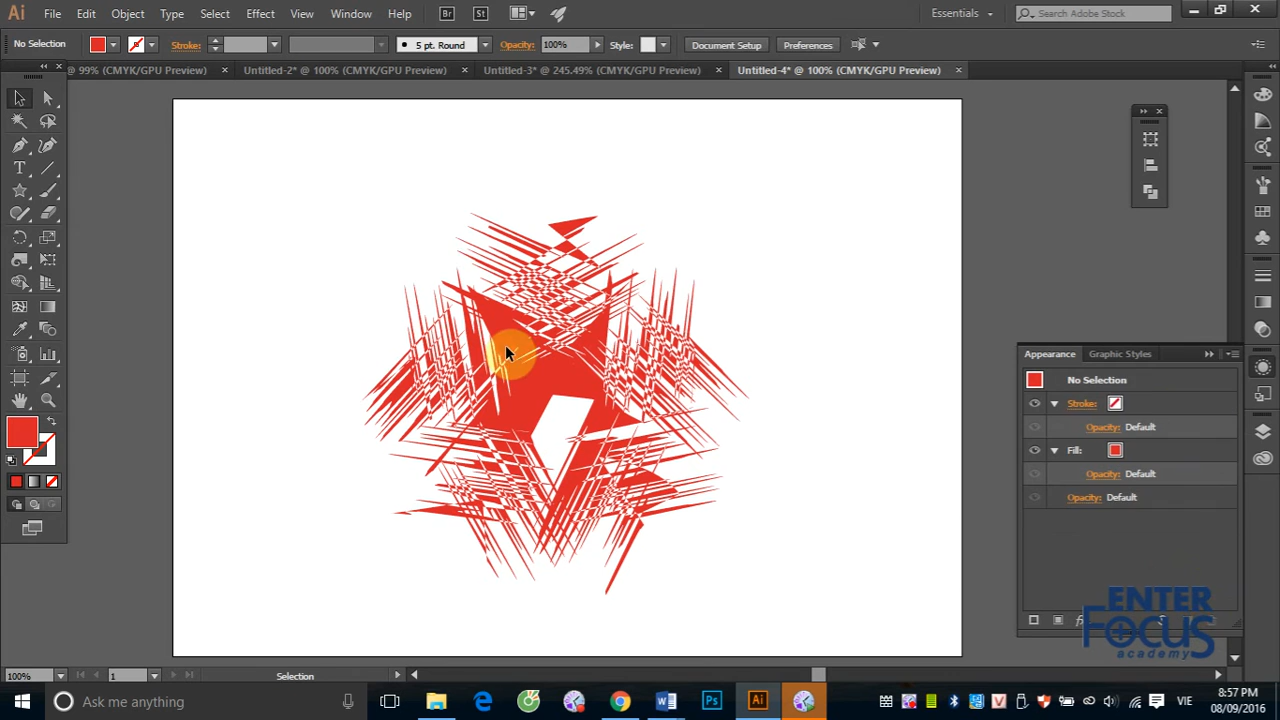 Ai File Edit Object Type Select Effect View Window Help Br St Essentials Search Adobe Stock
No Selection Stroke: 5 pt. Round Opacity: 100% Style: Document Setup Preferences
@ 99% (CMYK/GPU Preview) × Untitled-2* @ 100% (CMYK/GPU Preview) × Untitled-3* @ 245.49% (CMYK/GPU Preview) × Untitled-4* @ 100% (CMYK/GPU Preview) ×
Appearance Graphic Styles
No Selection
Stroke:
Opacity: Default
Fill:
Opacity: Default
Opacity: Default
ENTER
FOCUS
academy
100% 1 Selection
Ask me anything Ps Ai VIE 8:57 PM
08/09/2016